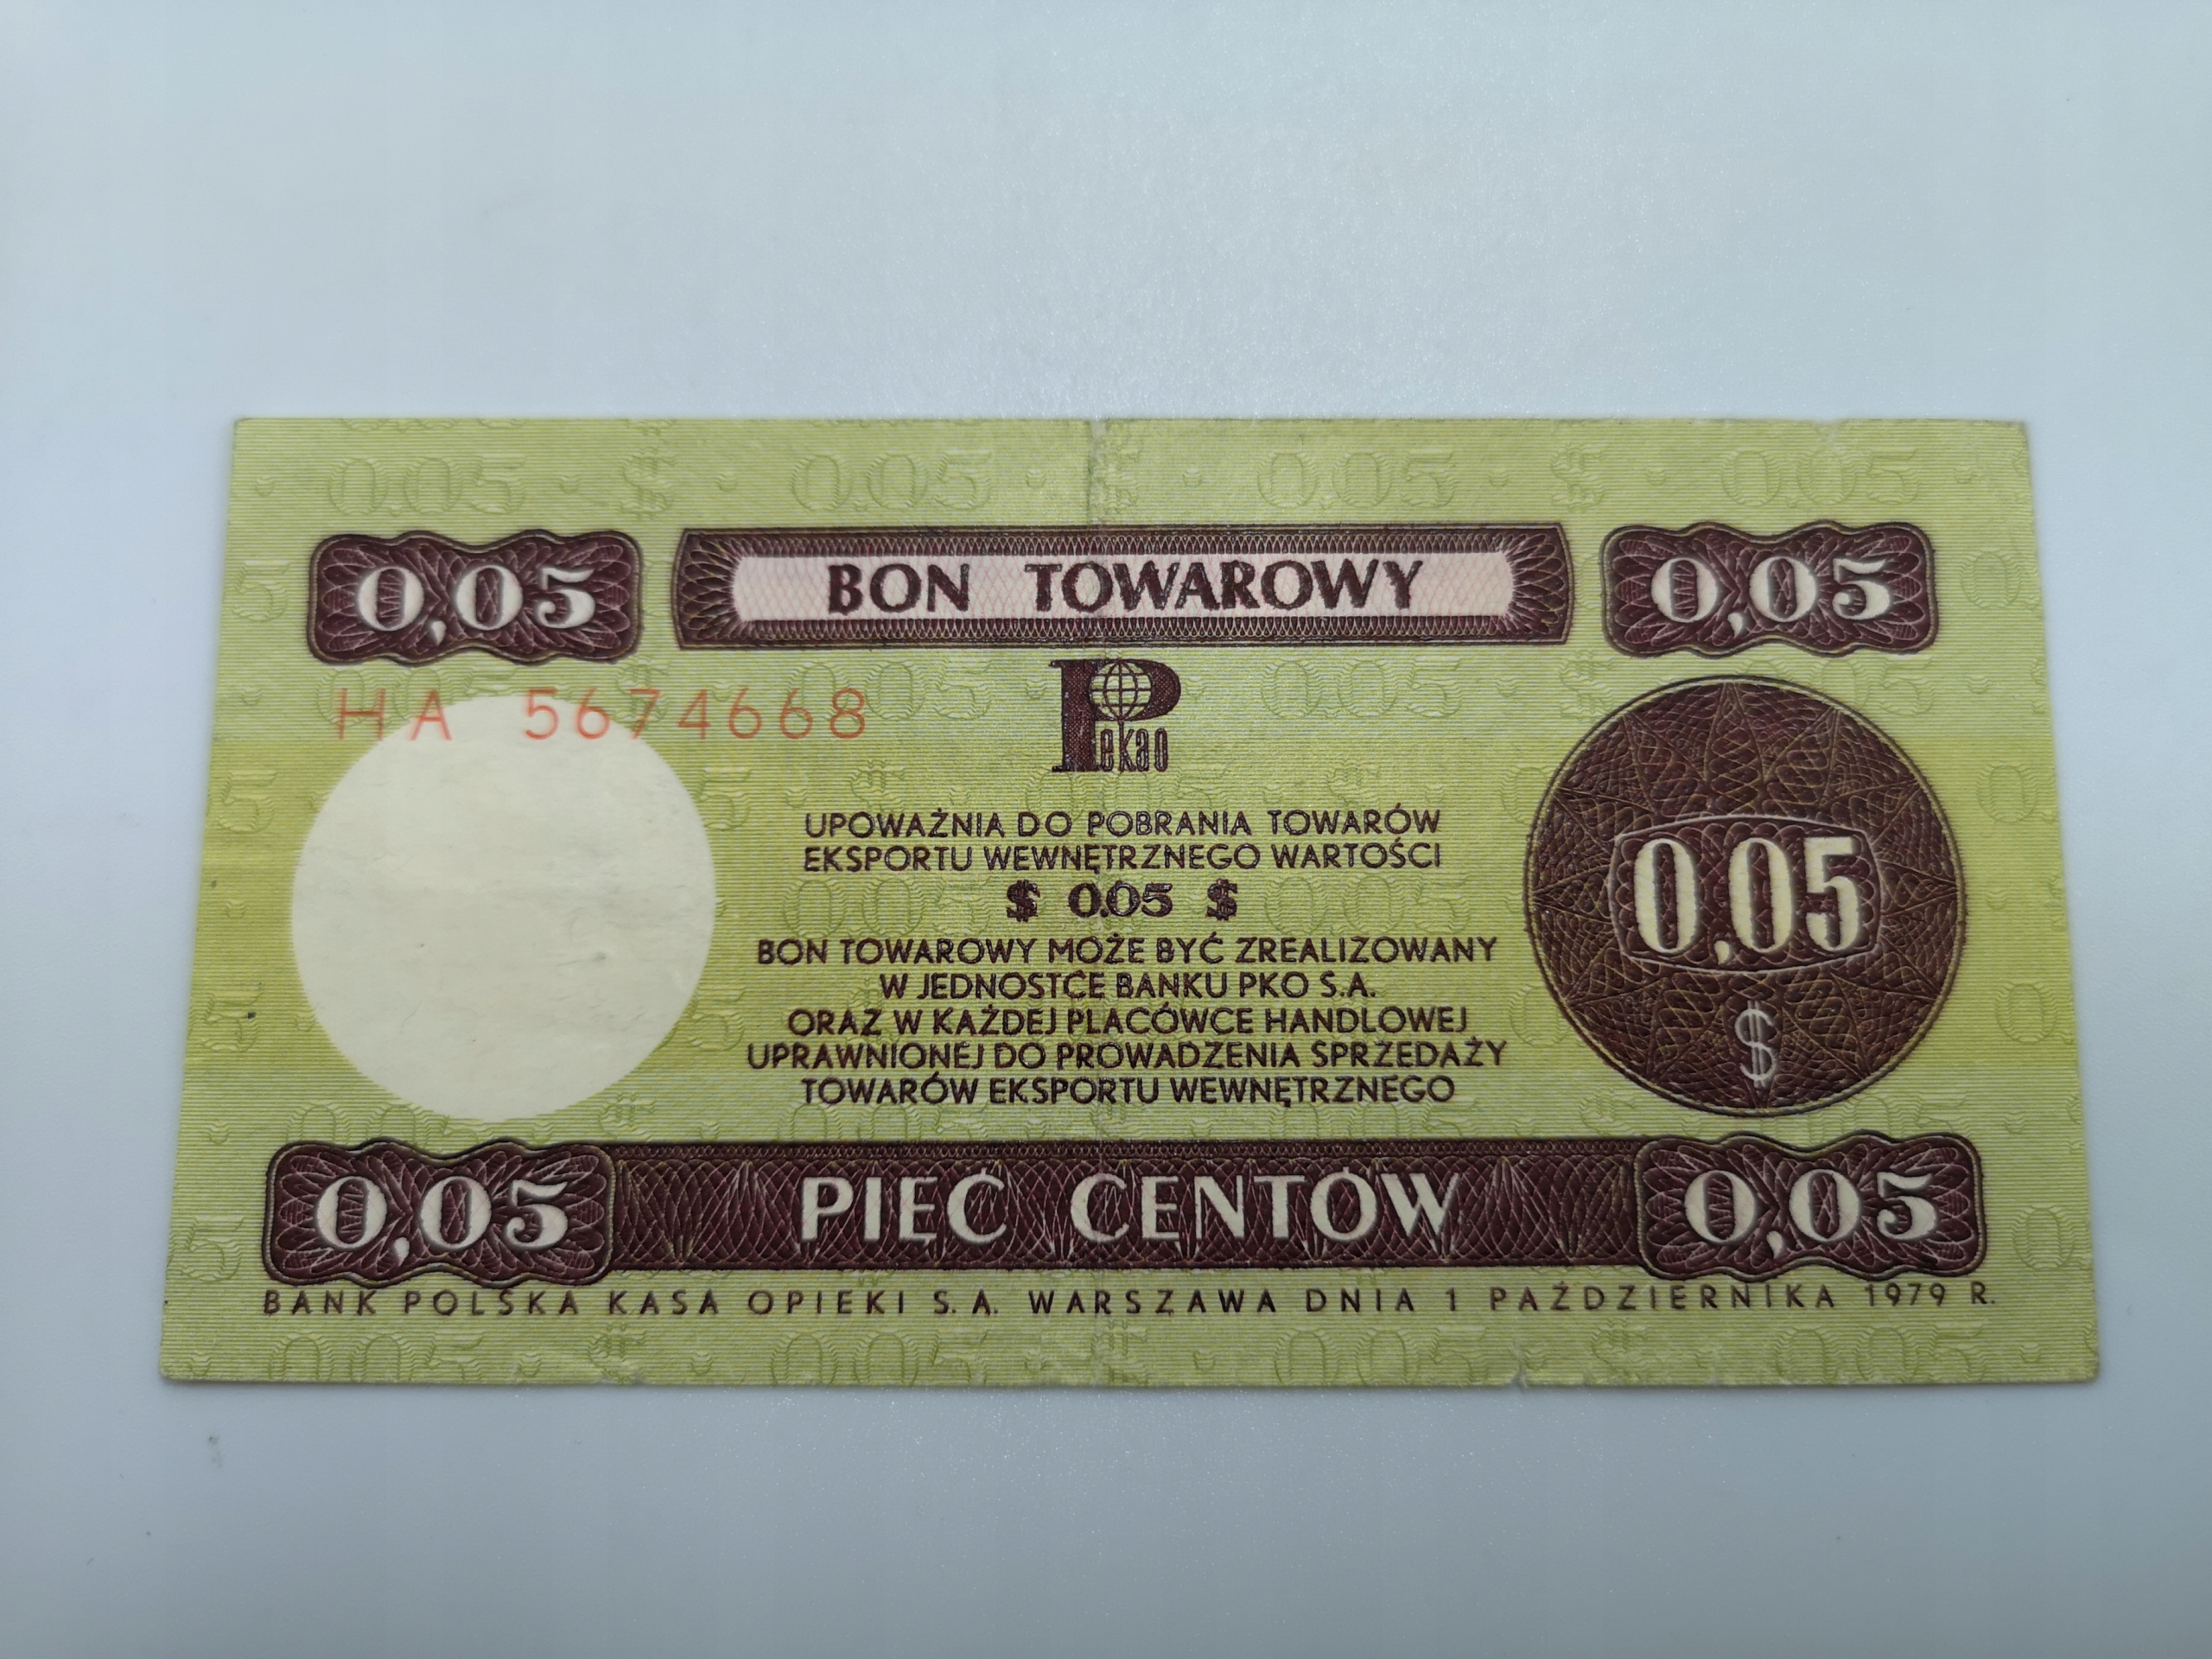 0,05 BON TOWAROWY 0,05
HA 5674668
Pekao
UPOWAŻNIA DO POBRANIA TOWARÓW
EKSPORTU WEWNĘTRZNEGO WARTOŚCI
$ 0.05 $
BON TOWAROWY MOŻE BYĆ ZREALIZOWANY
W JEDNOSTCE BANKU PKO S.A.
ORAZ W KAŻDEJ PLACÓWCE HANDLOWEJ
UPRAWNIONEJ DO PROWADZENIA SPRZEDAŻY
TOWARÓW EKSPORTU WEWNĘTRZNEGO
0,05
$
0,05 PIĘĆ CENTÓW 0,05
BANK POLSKA KASA OPIEKI S.A. WARSZAWA DNIA 1 PAŹDZIERNIKA 1979 R.